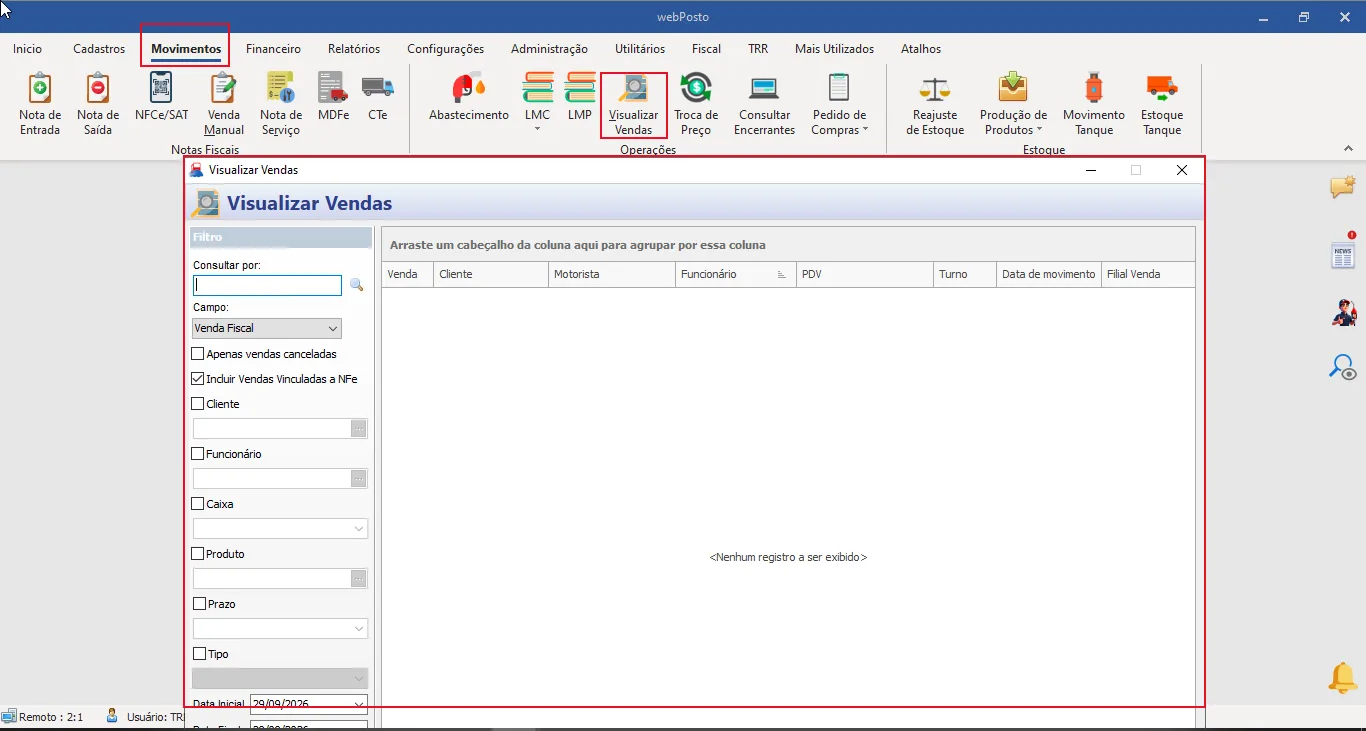 webPosto
Inicio Cadastros Movimentos Financeiro Relatórios Configurações Administração Utilitários Fiscal TRR Mais Utilizados Atalhos
Nota de Entrada
Nota de Saída
NFCe/SAT
Venda Manual
Nota de Serviço
MDFe
CTe
Notas Fiscais
Abastecimento
LMC
LMP
Visualizar Vendas
Troca de Preço
Consultar Encerrantes
Pedido de Compras
Operações
Reajuste de Estoque
Produção de Produtos
Movimento Tanque
Estoque Tanque
Estoque
Visualizar Vendas
Visualizar Vendas
Filtro
Consultar por:
Campo:
Venda Fiscal
Apenas vendas canceladas
Incluir Vendas Vinculadas a NFe
Cliente
Funcionário
Caixa
Produto
Prazo
Tipo
Data Inicial 29/09/2026
Arraste um cabeçalho da coluna aqui para agrupar por essa coluna
Venda Cliente Motorista Funcionário PDV Turno Data de movimento Filial Venda
<Nenhum registro a ser exibido>
NEWS
Remoto : 2:1 Usuário: TR